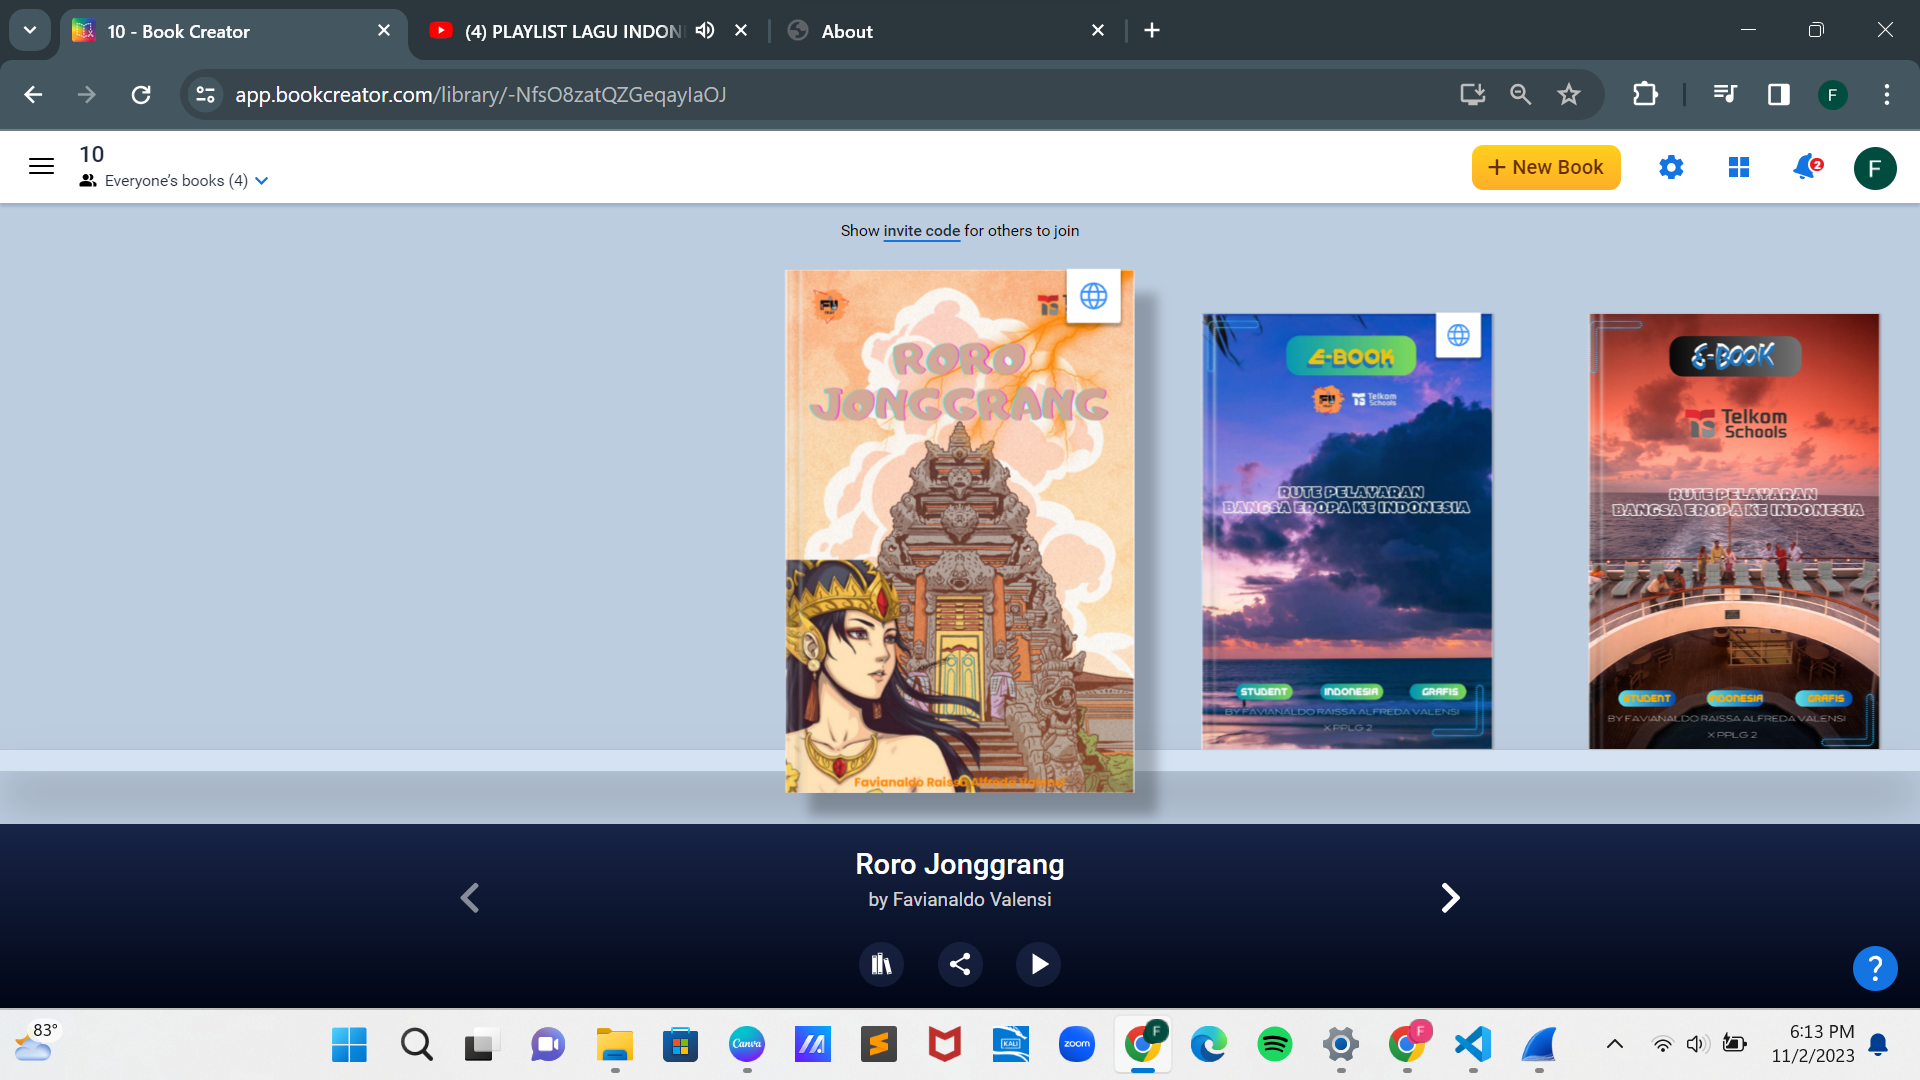 10 - Book Creator
(4) PLAYLIST LAGU INDON
About
app.bookcreator.com/library/-NfsO8zatQZGeqaylaOJ
F
10
Everyone's books (4)
+ New Book
2
F
Show invite code for others to join
RORO
JONGGRANG
Favianaldo Raissa Alfreda Valensi
E-BOOK
Telkom
Schools
RUTE PELAYARAN
BANGSA EROPA KE INDONESIA
STUDENT INDONESIA GRAFIS
BY FAVIANALDO RAISSA ALFREDA VALENSI
X PPLG 2
E-BOOK
Telkom
Schools
RUTE PELAYARAN
BANGSA EROPA KE INDONESIA
STUDENT INDONESIA GRAFIS
BY FAVIANALDO RAISSA ALFREDA VALENSI
X PPLG 2
Roro Jonggrang
by Favianaldo Valensi
?
83°
Canva
KALI
zoom
F
F
6:13 PM
11/2/2023